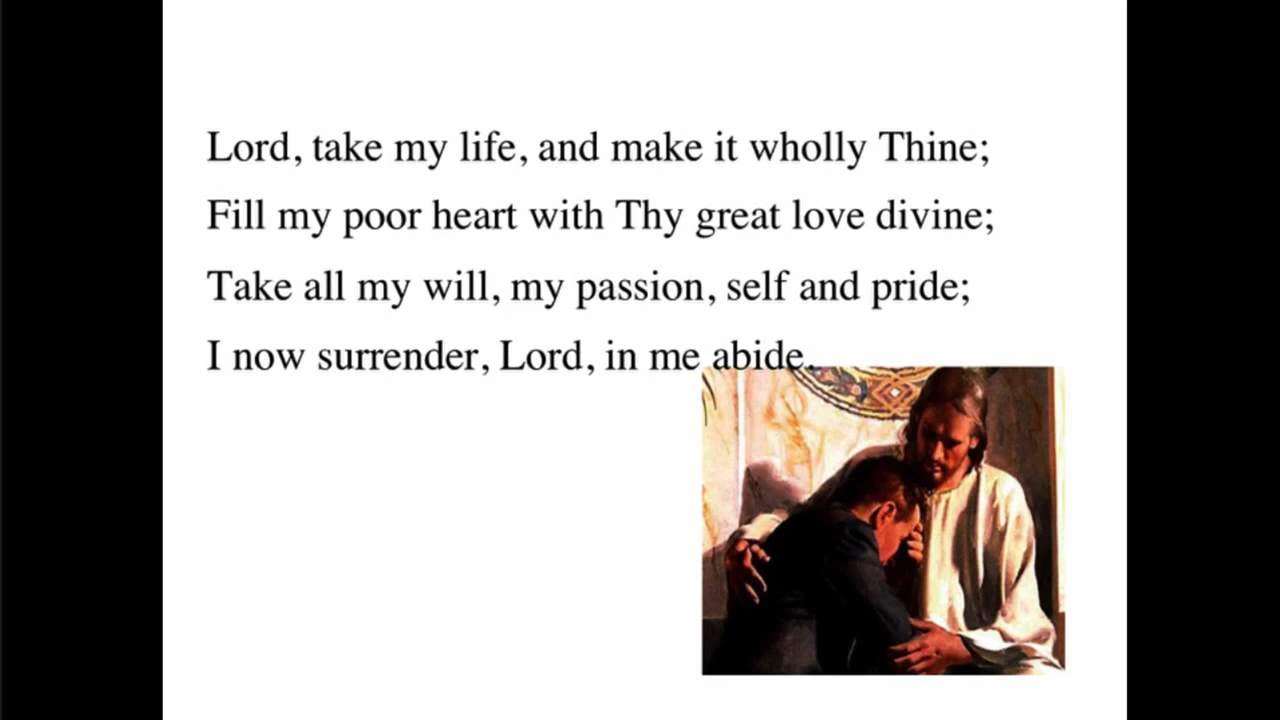 Lord, take my life, and make it wholly Thine;
Fill my poor heart with Thy great love divine;
Take all my will, my passion, self and pride;
I now surrender, Lord, in me abide.